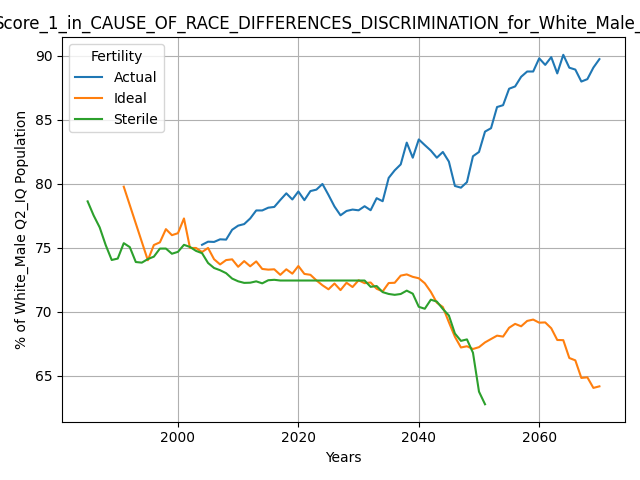 Score_1_in_CAUSE_OF_RACE_DIFFERENCES_DISCRIMINATION_for_White_Male_
90
85
80
75
70
65
% of White_Male Q2_IQ Population
Fertility
Actual
Ideal
Sterile
2000
2020
2040
2060
Years